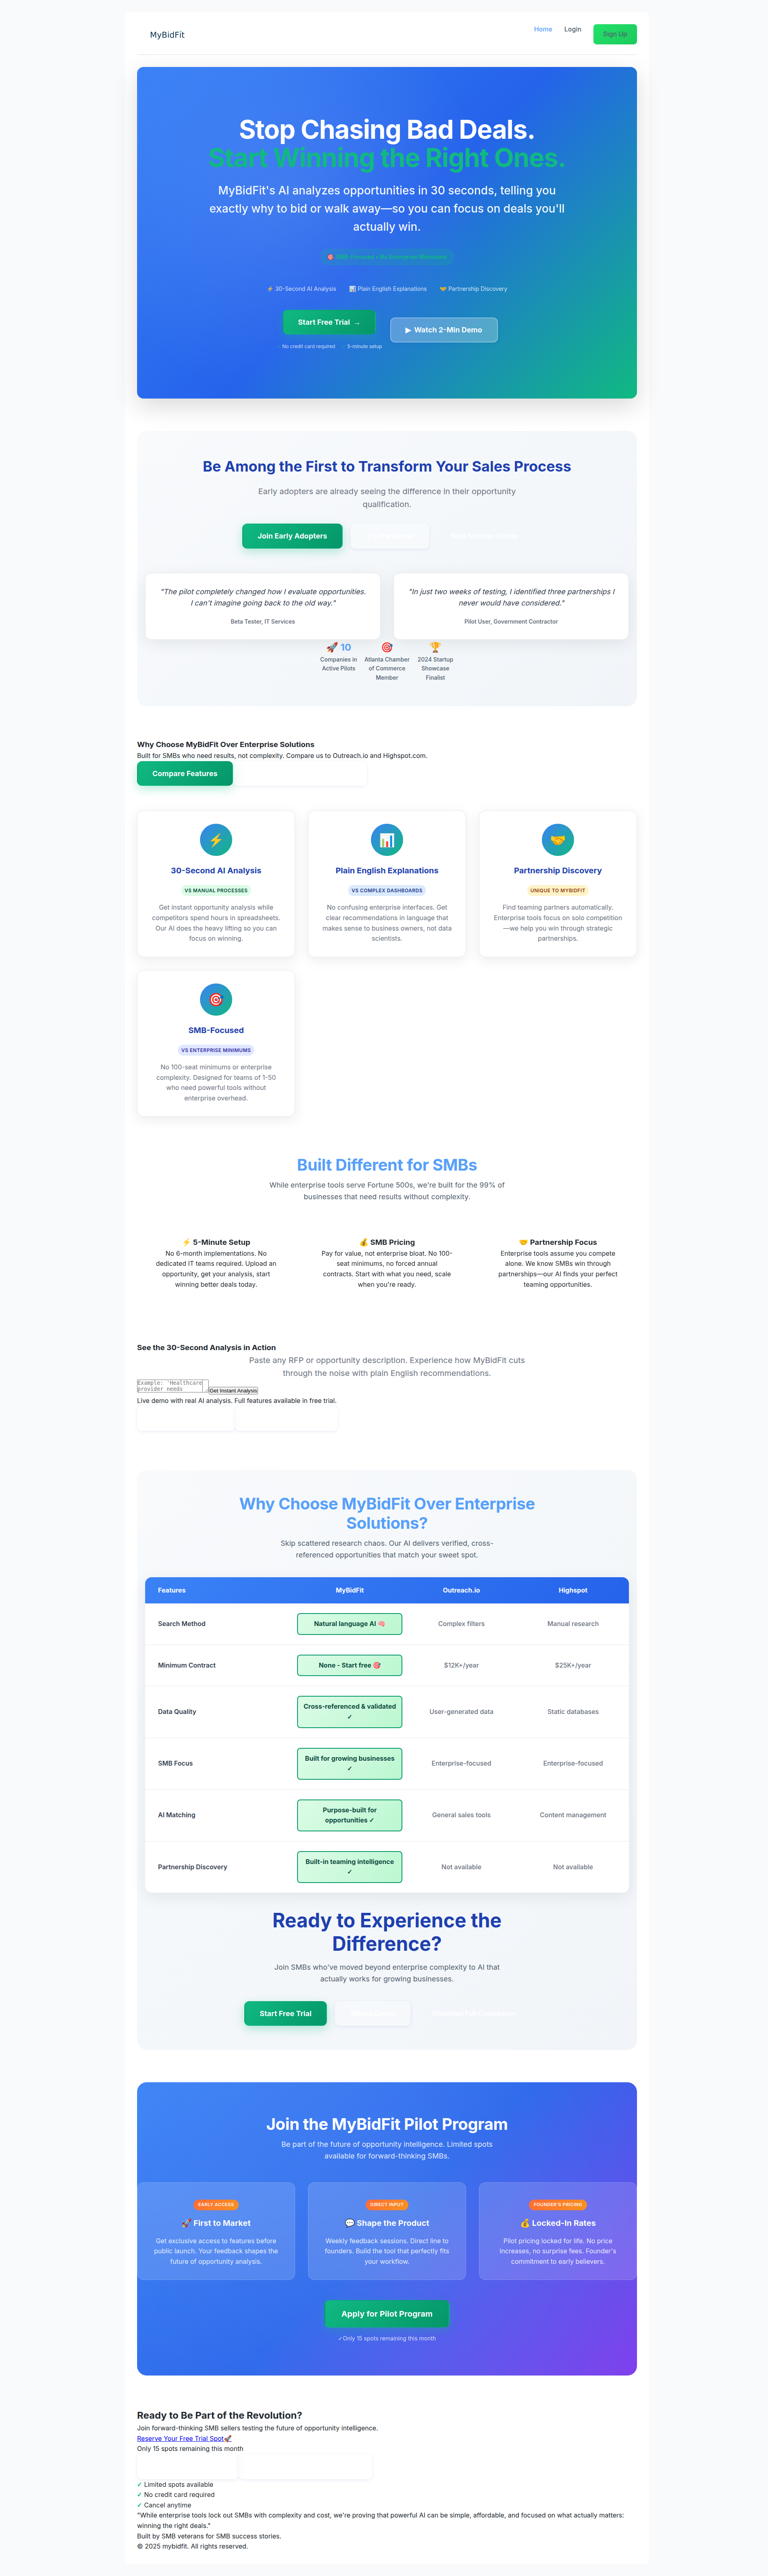 MyBidFit
Home
Login
Sign Up
Stop Chasing Bad Deals.
Start Winning the Right Ones.
MyBidFit's AI analyzes opportunities in 30 seconds, telling you
exactly why to bid or walk away—so you can focus on deals you'll
actually win.
⚡ 30-Second AI Analysis
📊 Plain English Explanations
🤝 Partnership Discovery
Start Free Trial →
▶ Watch 2-Min Demo
No credit card required
5-minute setup
Be Among the First to Transform Your Sales Process
Early adopters are already seeing the difference in their opportunity
qualification.
Join Early Adopters
"The pilot completely changed how I evaluate opportunities.
I can't imagine going back to the old way."
Beta Tester, IT Services
"In just two weeks of testing, I identified three partnerships I
never would have considered."
Pilot User, Government Contractor
🚀 10
Companies in
Active Pilots
🎯
Atlanta Chamber
of Commerce
Member
🏆
2024 Startup
Showcase
Finalist
Why Choose MyBidFit Over Enterprise Solutions
Built for SMBs who need results, not complexity. Compare us to Outreach.io and Highspot.com.
Compare Features
⚡
30-Second AI Analysis
VS MANUAL PROCESSES
Get instant opportunity analysis while
competitors spend hours in spreadsheets.
Our AI does the heavy lifting so you can
focus on winning.
📊
Plain English Explanations
VS COMPLEX DASHBOARDS
No confusing enterprise interfaces. Get
clear recommendations in language that
makes sense to business owners, not data
scientists.
🤝
Partnership Discovery
UNIQUE TO MYBIDFIT
Find teaming partners automatically.
Enterprise tools focus on solo competition
—we help you win through strategic
partnerships.
🎯
SMB-Focused
VS ENTERPRISE MINIMUMS
No 100-seat minimums or enterprise
complexity. Designed for teams of 1-50
who need powerful tools without
enterprise overhead.
Built Different for SMBs
While enterprise tools serve Fortune 500s, we're built for the 99% of
businesses that need results without complexity.
⚡ 5-Minute Setup
No 6-month implementations. No
dedicated IT teams required. Upload an
opportunity, get your analysis, start
winning better deals today.
💰 SMB Pricing
Pay for value, not enterprise bloat. No 100-
seat minimums, no forced annual
contracts. Start with what you need, scale
when you're ready.
🤝 Partnership Focus
Enterprise tools assume you compete
alone. We know SMBs win through
partnerships—our AI finds your perfect
teaming opportunities.
See the 30-Second Analysis in Action
Paste any RFP or opportunity description. Experience how MyBidFit cuts
through the noise with plain English recommendations.
Example: 'Healthcare
provider needs
Get Instant Analysis
Live demo with real AI analysis. Full features available in free trial.
Why Choose MyBidFit Over Enterprise
Solutions?
Skip scattered research chaos. Our AI delivers verified, cross-
referenced opportunities that match your sweet spot.
Features
MyBidFit
Outreach.io
Highspot
Search Method
Natural language AI 🧠
Complex filters
Manual research
Minimum Contract
None - Start free 🎯
$12K+/year
$25K+/year
Data Quality
Cross-referenced & validated
✓
User-generated data
Static databases
SMB Focus
Built for growing businesses
✓
Enterprise-focused
Enterprise-focused
AI Matching
Purpose-built for
opportunities ✓
General sales tools
Content management
Partnership Discovery
Built-in teaming intelligence
✓
Not available
Not available
Ready to Experience the
Difference?
Join SMBs who've moved beyond enterprise complexity to AI that
actually works for growing businesses.
Start Free Trial
Join the MyBidFit Pilot Program
Be part of the future of opportunity intelligence. Limited spots
available for forward-thinking SMBs.
EARLY ACCESS
🚀 First to Market
Get exclusive access to features before
public launch. Your feedback shapes the
future of opportunity analysis.
DIRECT INPUT
💬 Shape the Product
Weekly feedback sessions. Direct line to
founders. Build the tool that perfectly fits
your workflow.
FOUNDER'S PRICING
💰 Locked-In Rates
Pilot pricing locked for life. No price
increases, no surprise fees. Founder's
commitment to early believers.
Apply for Pilot Program
✓Only 15 spots remaining this month
Ready to Be Part of the Revolution?
Join forward-thinking SMB sellers testing the future of opportunity intelligence.
Reserve Your Free Trial Spot🚀
Only 15 spots remaining this month
✓ Limited spots available
✓ No credit card required
✓ Cancel anytime
"While enterprise tools lock out SMBs with complexity and cost, we're proving that powerful AI can be simple, affordable, and focused on what actually matters:
winning the right deals."
Built by SMB veterans for SMB success stories.
© 2025 mybidfit. All rights reserved.